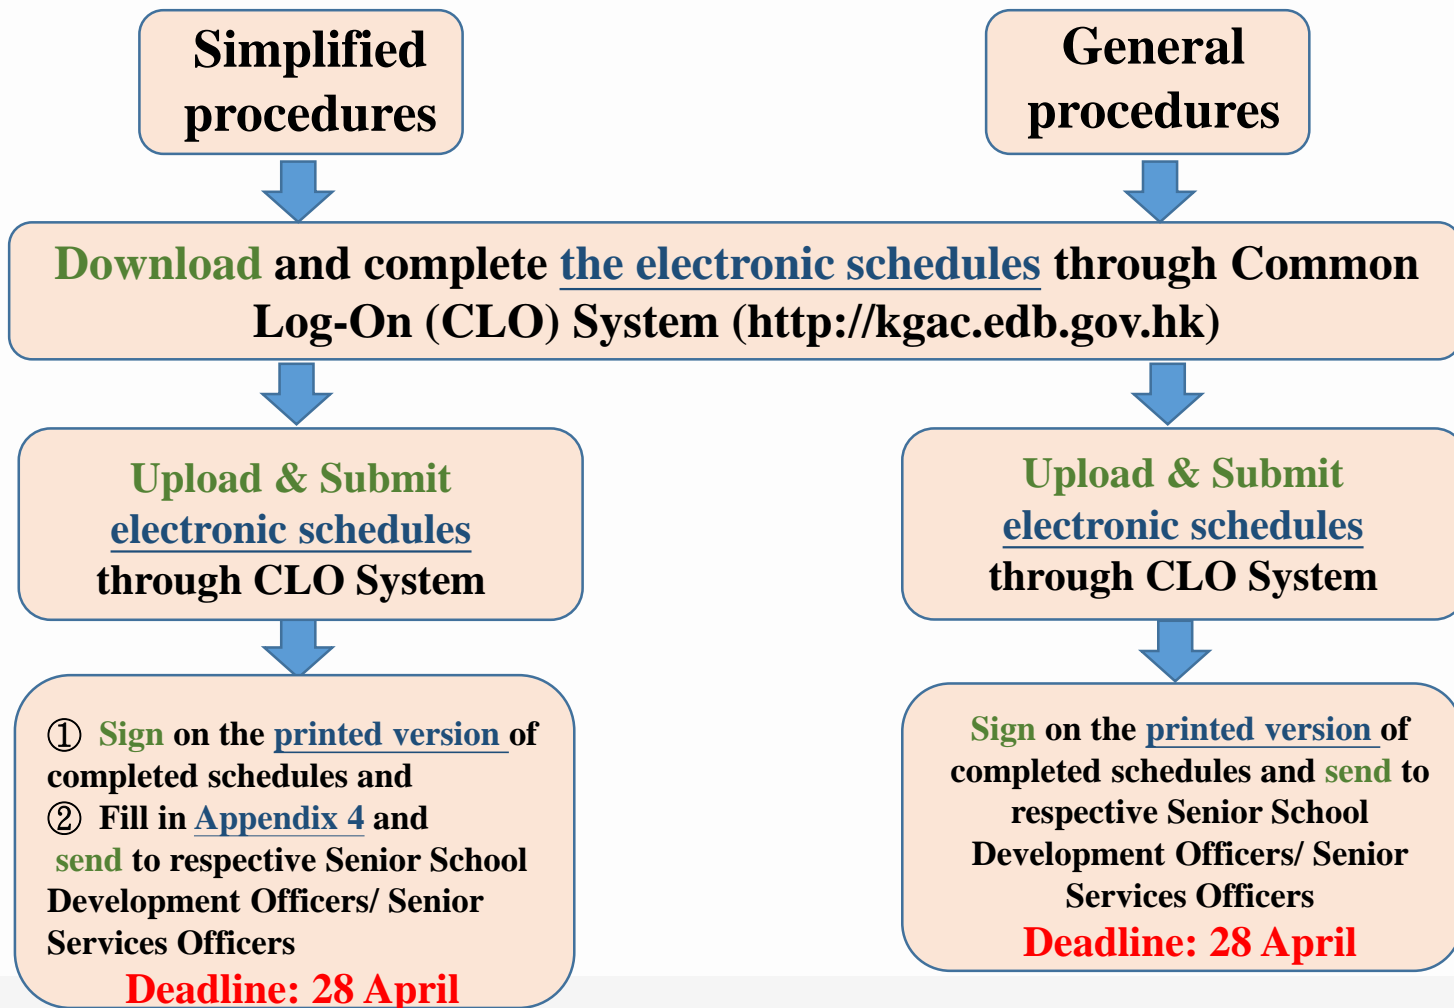 Simplified
procedures
General
procedures
Download and complete the electronic schedules through Common
Log-On (CLO) System (http://kgac.edb.gov.hk)
Upload & Submit
electronic schedules
through CLO System
Upload & Submit
electronic schedules
through CLO System
① Sign on the printed version of
completed schedules and
② Fill in Appendix 4 and
send to respective Senior School
Development Officers/ Senior
Services Officers
Deadline: 28 April
Sign on the printed version of
completed schedules and send to
respective Senior School
Development Officers/ Senior
Services Officers
Deadline: 28 April